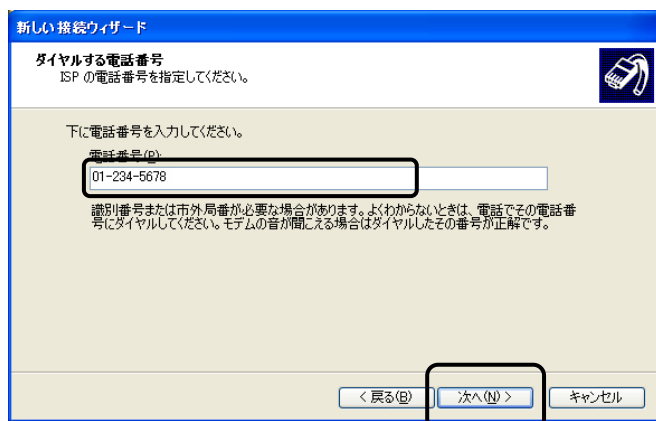 新しい接続ウィザード
ダイヤルする電話番号
ISP の電話番号を指定してください。
下に電話番号を入力してください。
電話番号(P):
01-234-5678
識別番号または市外局番が必要な場合があります。よくわからないときは、電話でその電話番
号にダイヤルしてください。モデムの音が聞こえる場合はダイヤルしたその番号が正解です。
< 戻る(B)
次へ(N) >
キャンセル